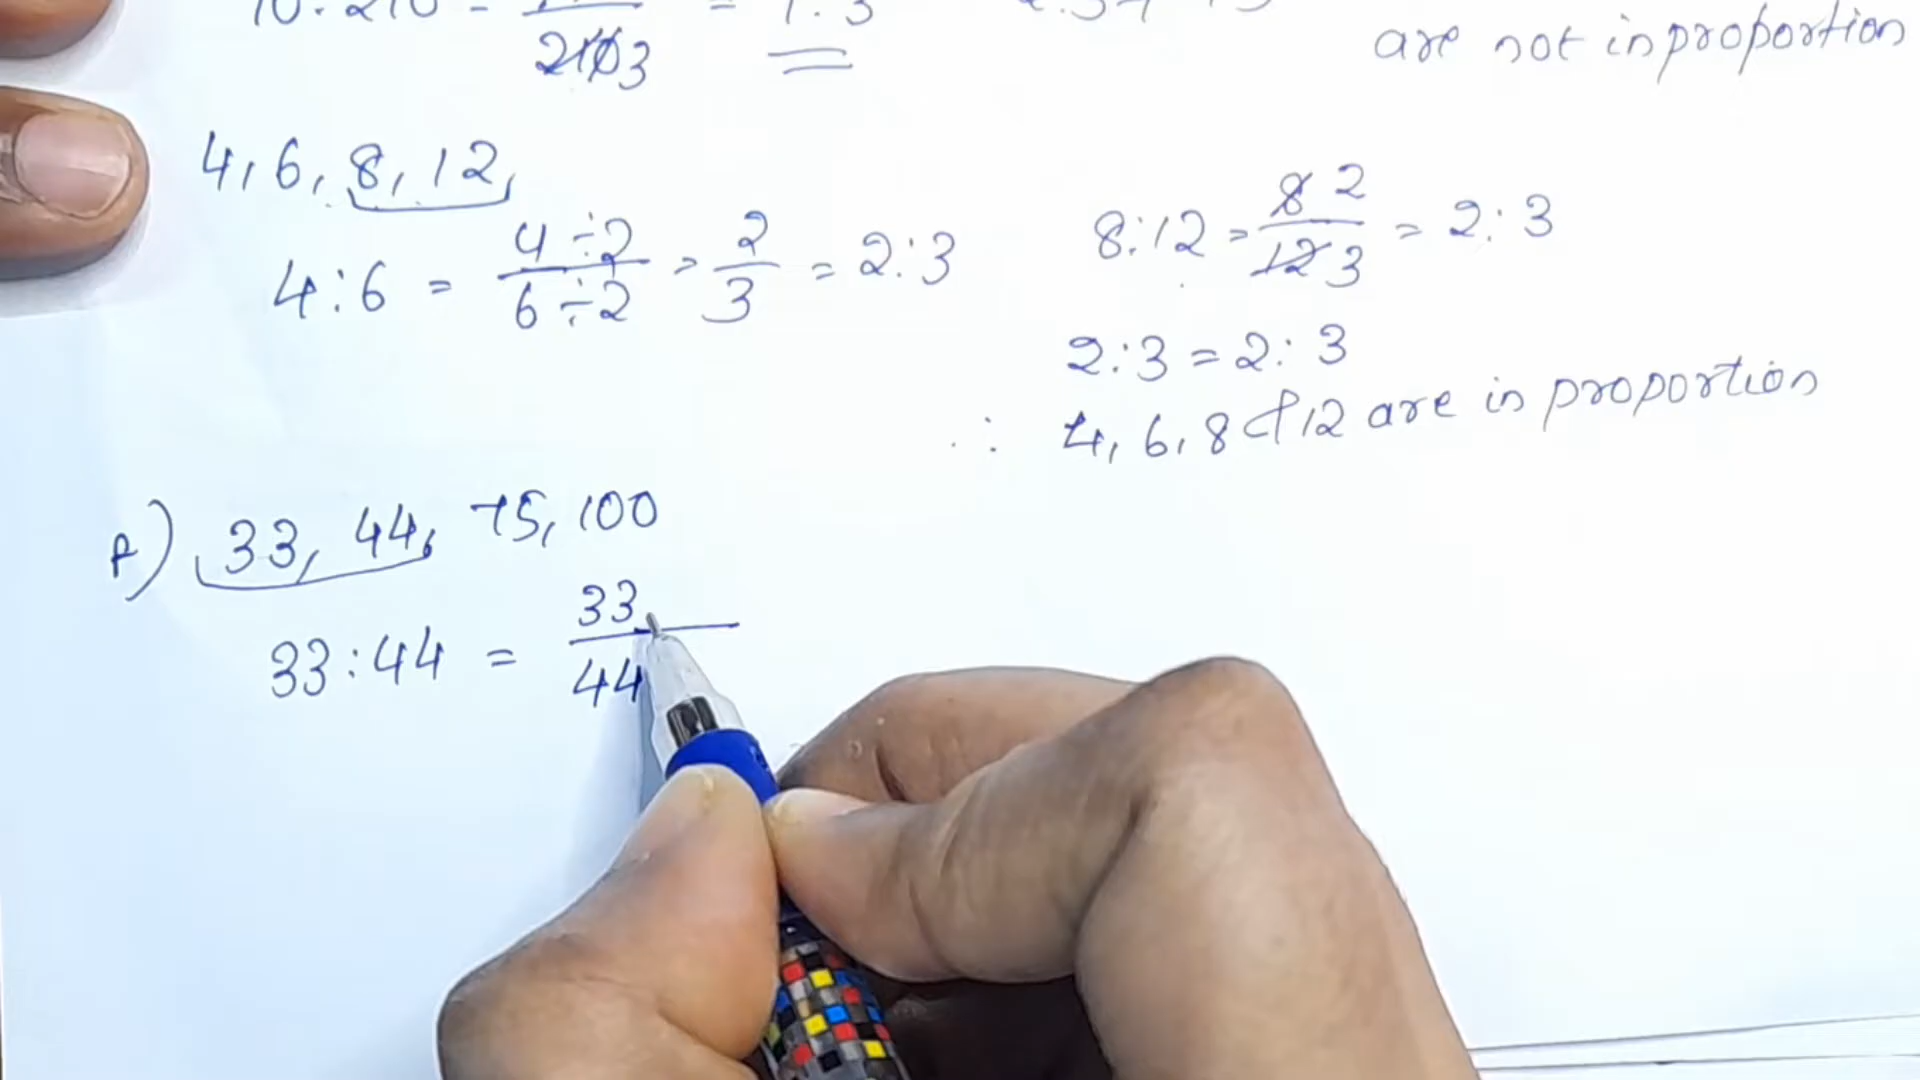 are not in proportion
2103
4, 6, 8, 12,
4:6 = 4÷2/6÷2 = 2/3 = 2:3
8:12 = 8 2/12 3 = 2:3
2:3 = 2:3
∴ 4, 6, 8 & 12 are in proportion
f) 33, 44, 75, 100
33:44 = 33/44